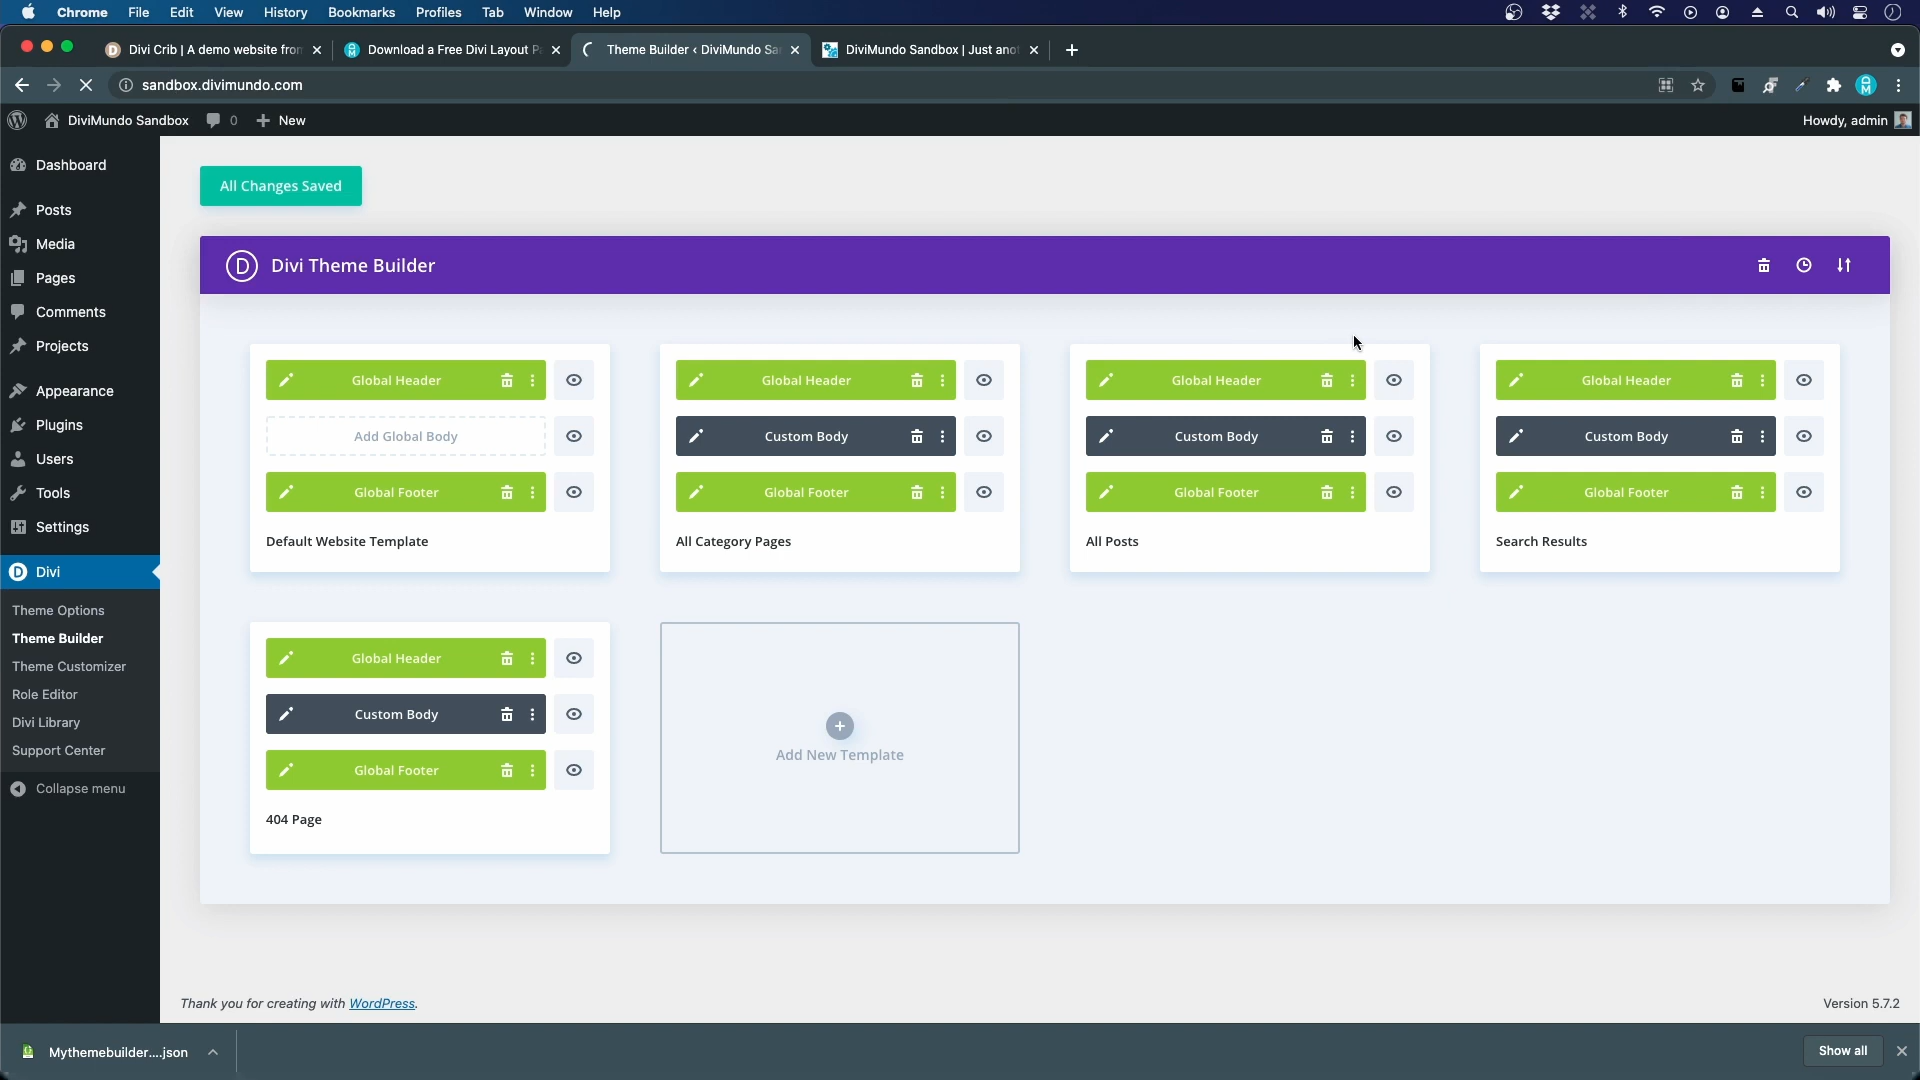 Chrome File Edit View History Bookmarks Profiles Tab Window Help
Divi Crib | A demo website from
Download a Free Divi Layout P
Theme Builder ‹ DiviMundo Sa
DiviMundo Sandbox | Just anot
sandbox.divimundo.com
DiviMundo Sandbox 0 New
Howdy, admin
Dashboard
Posts
Media
Pages
Comments
Projects
Appearance
Plugins
Users
Tools
Settings
Divi
Theme Options
Theme Builder
Theme Customizer
Role Editor
Divi Library
Support Center
Collapse menu
All Changes Saved
Divi Theme Builder
Global Header
Add Global Body
Global Footer
Default Website Template
Global Header
Custom Body
Global Footer
All Category Pages
Global Header
Custom Body
Global Footer
All Posts
Global Header
Custom Body
Global Footer
Search Results
Global Header
Custom Body
Global Footer
404 Page
Add New Template
Thank you for creating with WordPress.
Version 5.7.2
Mythemebuilder....json
Show all